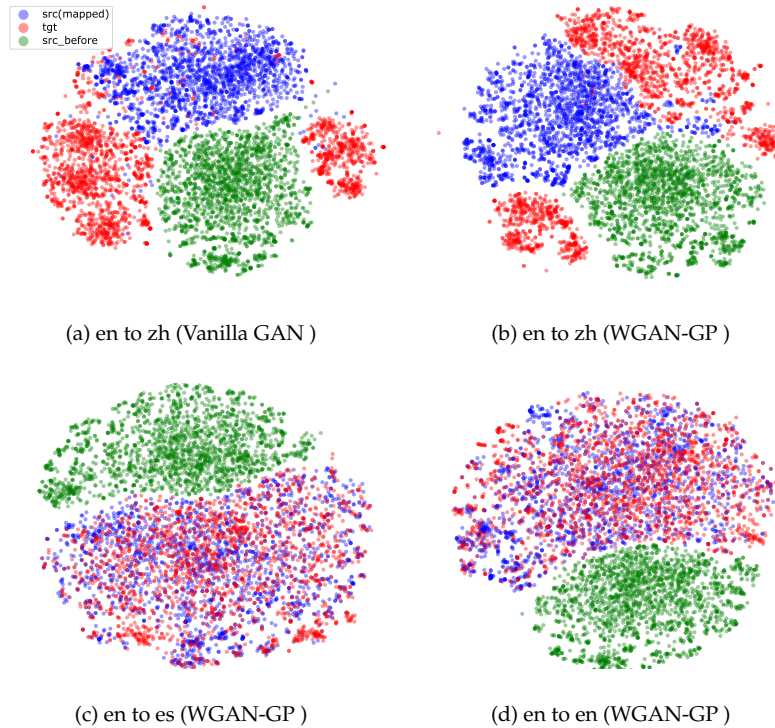 src(mapped)
tgt
src_before
(a) en to zh (Vanilla GAN )
(b) en to zh (WGAN-GP )
(c) en to es (WGAN-GP )
(d) en to en (WGAN-GP )